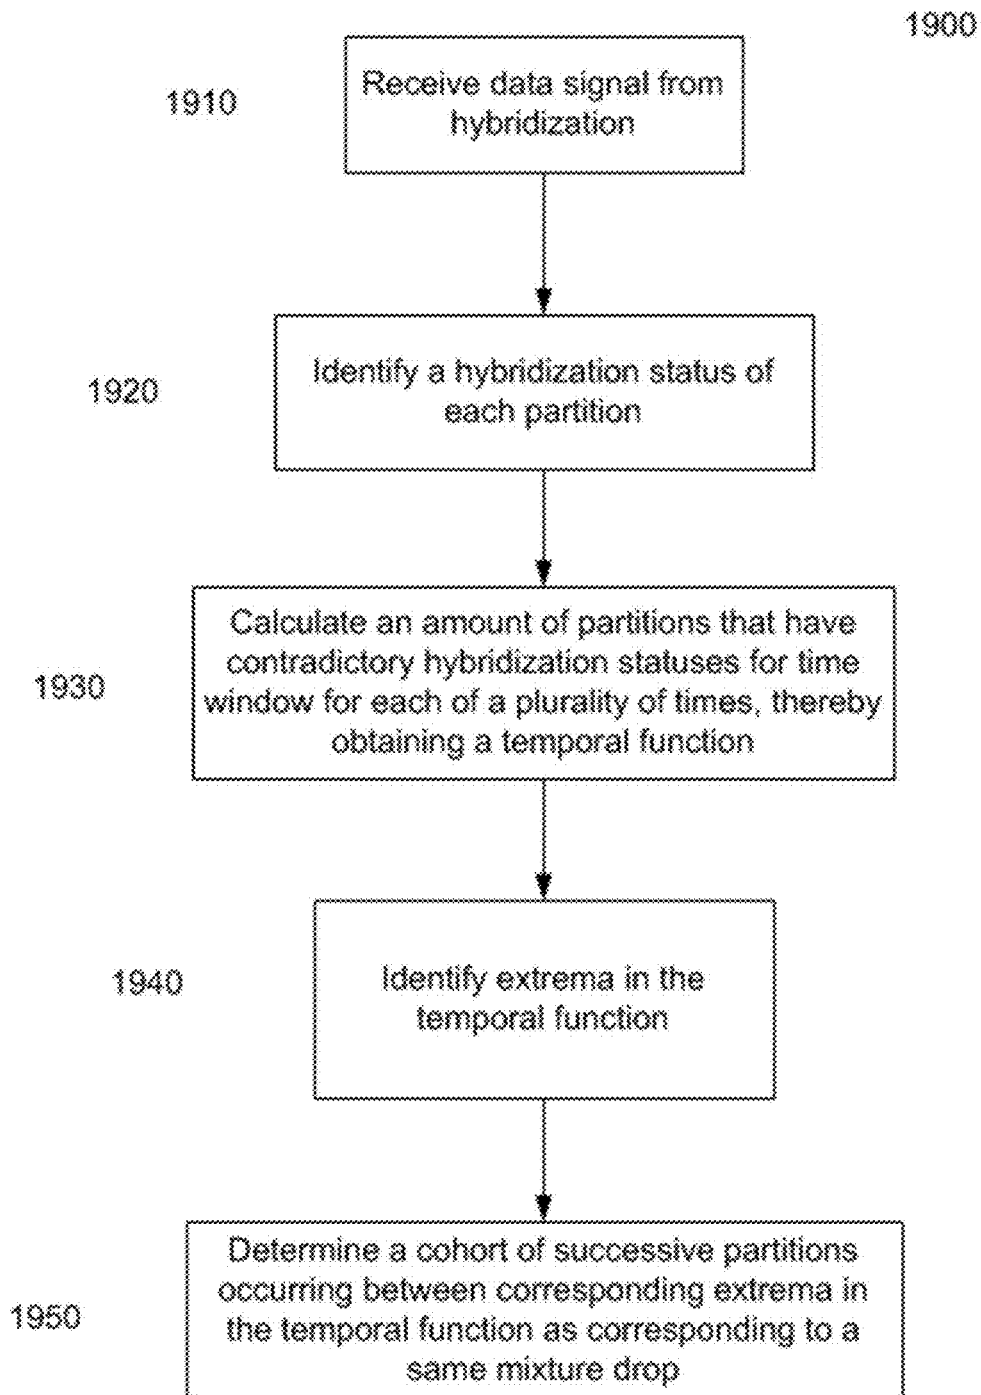 1900
1910
Receive data signal from
hybridization
1920
Identify a hybridization status of
each partition
1930
Calculate an amount of partitions that have
contradictory hybridization statuses for time
window for each of a plurality of times, thereby
obtaining a temporal function
1940
Identify extrema in the
temporal function
1950
Determine a cohort of successive partitions
occurring between corresponding extrema in
the temporal function as corresponding to a
same mixture drop